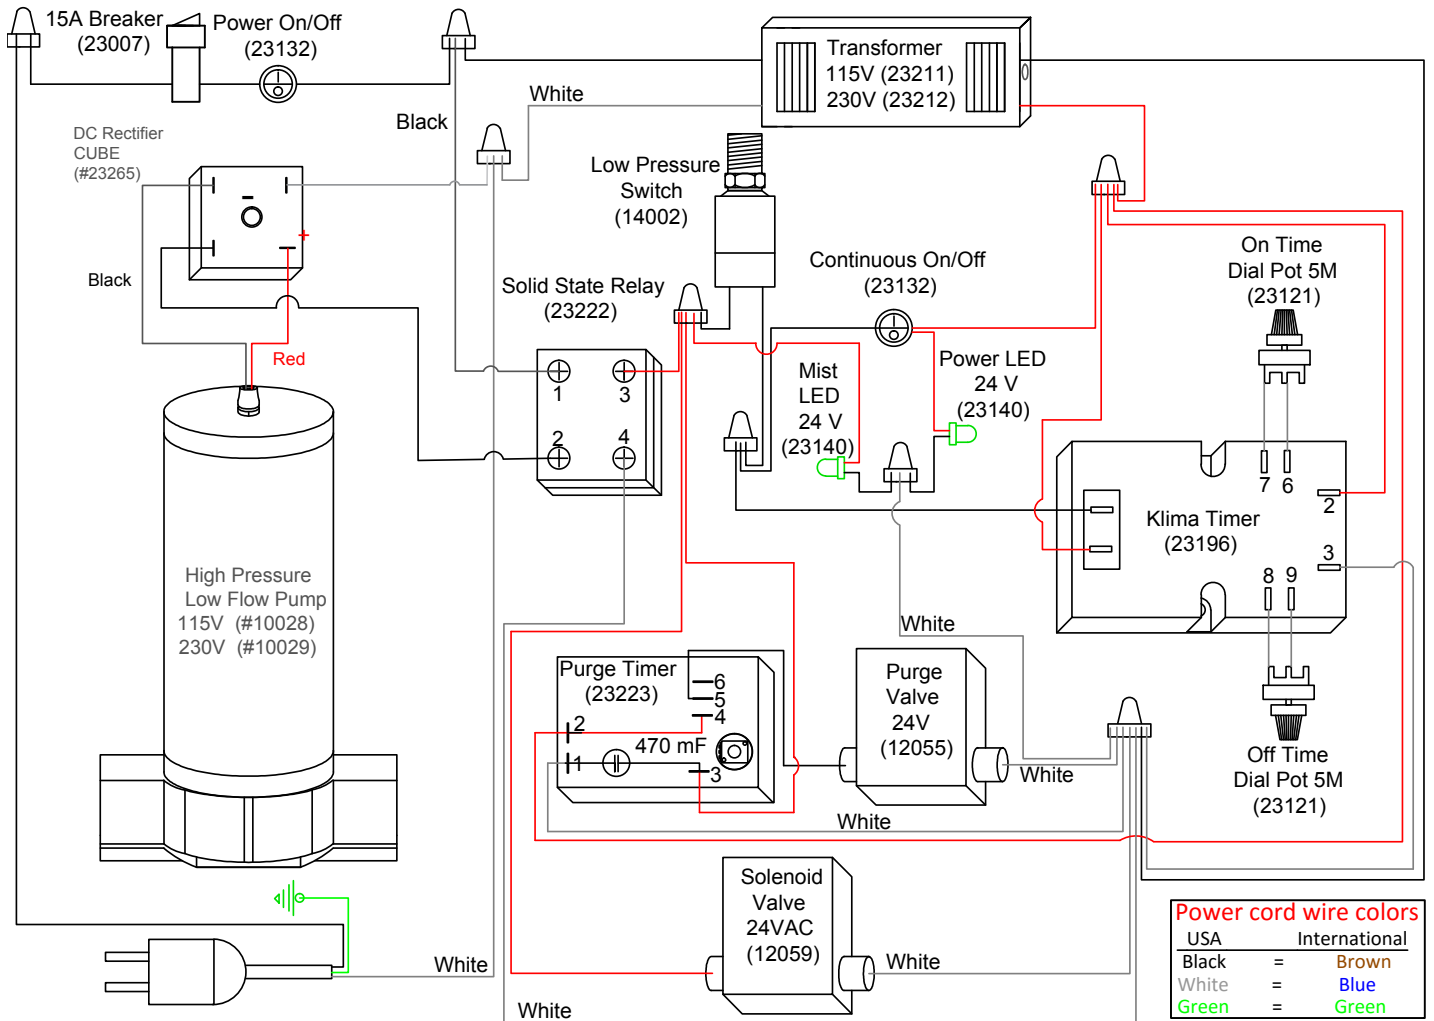 15A Breaker
(23007)
Power On/Off
(23132)
Transformer
115V (23211)
230V (23212)
White
Black
DC Rectifier
CUBE
(#23265)
Low Pressure
Switch
(14002)
+
Black
Red
Solid State Relay
(23222)
1
3
2
4
Continuous On/Off
(23132)
On Time
Dial Pot 5M
(23121)
Mist
LED
24 V
(23140)
Power LED
24 V
(23140)
7
6
2
Klima Timer
(23196)
3
8
9
High Pressure
Low Flow Pump
115V (#10028)
230V (#10029)
White
Purge Timer
(23223)
6
5
4
2
470 mF
1
3
Purge
Valve
24V
(12055)
White
White
Off Time
Dial Pot 5M
(23121)
Solenoid
Valve
24VAC
(12059)
White
White
White
Power cord wire colors
USA International
Black = Brown
White = Blue
Green = Green